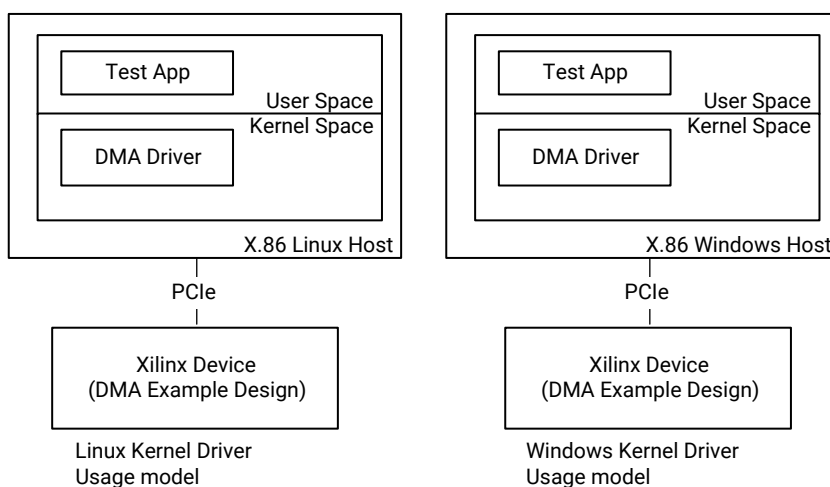 Test App
User Space
Kernel Space
DMA Driver
X.86 Linux Host
PCIe
Xilinx Device
(DMA Example Design)
Linux Kernel Driver
Usage model
Test App
User Space
Kernel Space
DMA Driver
X.86 Windows Host
PCIe
Xilinx Device
(DMA Example Design)
Windows Kernel Driver
Usage model